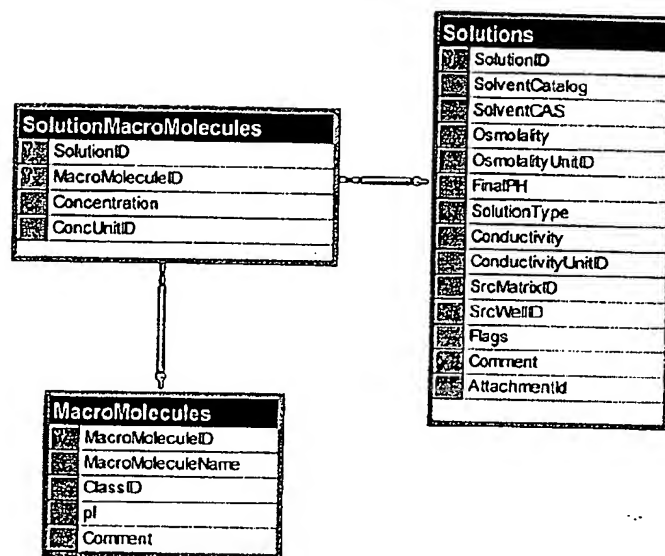 Solutions
SolutionID
SolventCatalog
SolventCAS
Osmolality
OsmolalityUnitID
FinalPH
SolutionType
Conductivity
ConductivityUnitID
SrcMatrixID
SrcWellID
Flags
Comment
AttachmentId
SolutionMacroMolecules
SolutionID
MacroMoleculeID
Concentration
ConcUnitID
MacroMolecules
MacroMoleculeID
MacroMoleculeName
ClassID
pI
Comment